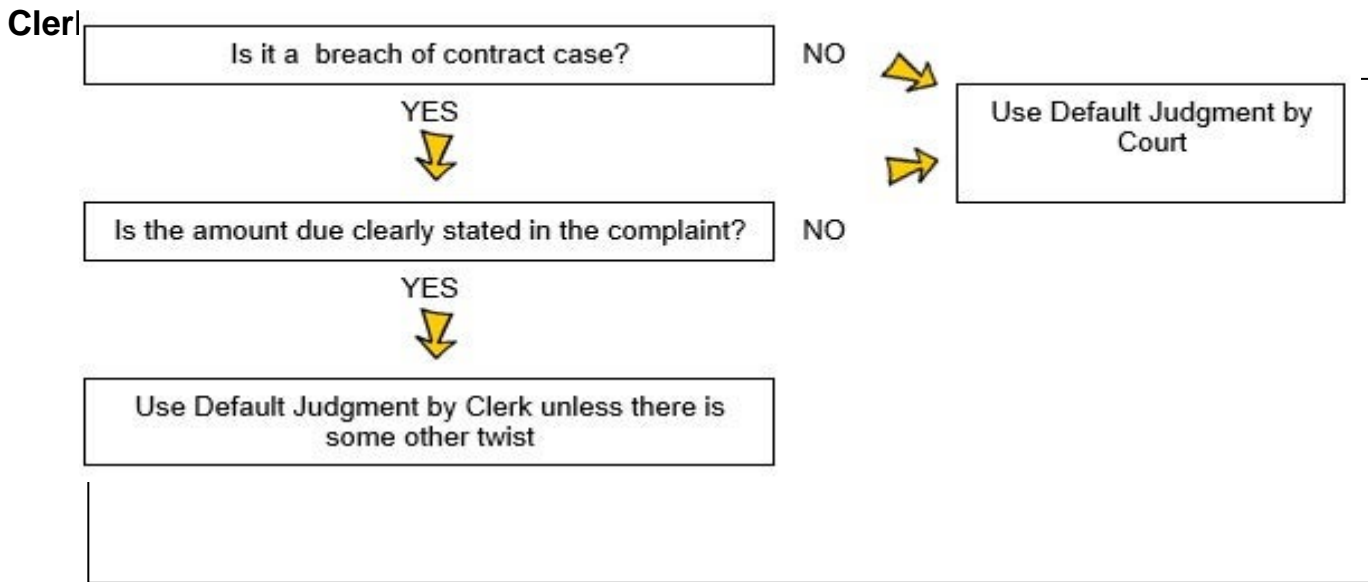 Is it a breach of contract case?
NO
YES
Use Default Judgment by
Court
Is the amount due clearly stated in the complaint?
NO
YES
Use Default Judgment by Clerk unless there is
some other twist